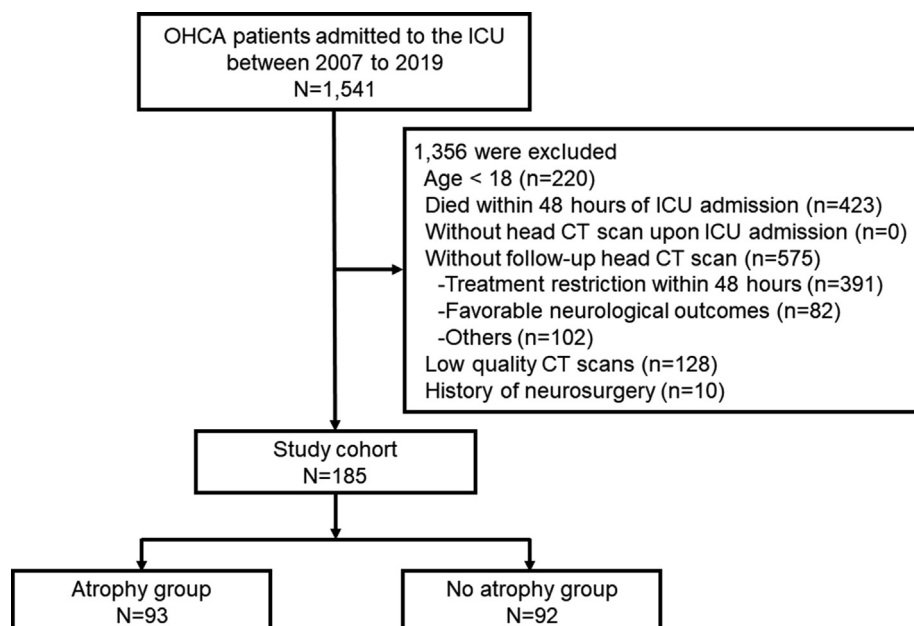 OHCA patients admitted to the ICU
between 2007 to 2019
N=1,541
1,356 were excluded
Age < 18 (n=220)
Died within 48 hours of ICU admission (n=423)
Without head CT scan upon ICU admission (n=0)
Without follow-up head CT scan (n=575)
-Treatment restriction within 48 hours (n=391)
-Favorable neurological outcomes (n=82)
-Others (n=102)
Low quality CT scans (n=128)
History of neurosurgery (n=10)
Study cohort
N=185
Atrophy group
N=93
No atrophy group
N=92